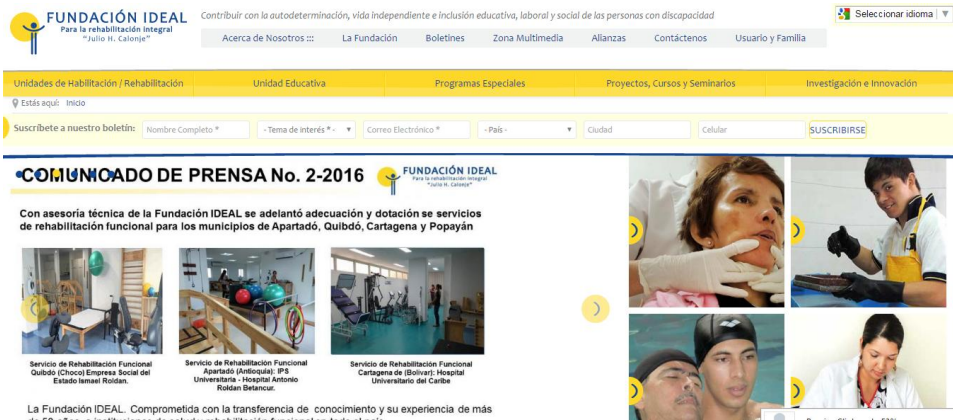 FUNDACIÓN IDEAL
Para la rehabilitación integral
"Julio H. Calonje"
Contribuir con la autodeterminación, vida independiente e inclusión educativa, laboral y social de las personas con discapacidad
Seleccionar idioma | ▼
Acerca de Nosotros ::: La Fundación Boletines Zona Multimedia Alianzas Contáctenos Usuario y Familia
Unidades de Habilitación / Rehabilitación Unidad Educativa Programas Especiales Proyectos, Cursos y Seminarios Investigación e Innovación
Estás aquí: Inicio
Suscríbete a nuestro boletín: Nombre Completo * - Tema de interés * - Correo Electrónico * - País - Ciudad Celular SUSCRIBIRSE
COMUNICADO DE PRENSA No. 2-2016
FUNDACIÓN IDEAL
Para la rehabilitación integral
"Julio H. Calonje"
Con asesoría técnica de la Fundación IDEAL se adelantó adecuación y dotación se servicios
de rehabilitación funcional para los municipios de Apartadó, Quibdó, Cartagena y Popayán
Servicio de Rehabilitación Funcional
Quibdó (Choco) Empresa Social del
Estado Ismael Roldan.
Servicio de Rehabilitación Funcional
Apartadó (Antioquia): IPS
Universitaria - Hospital Antonio
Roldan Betancur.
Servicio de Rehabilitación Funcional
Cartagena de (Bolívar): Hospital
Universitario del Caribe
La Fundación IDEAL. Comprometida con la transferencia de conocimiento y su experiencia de más